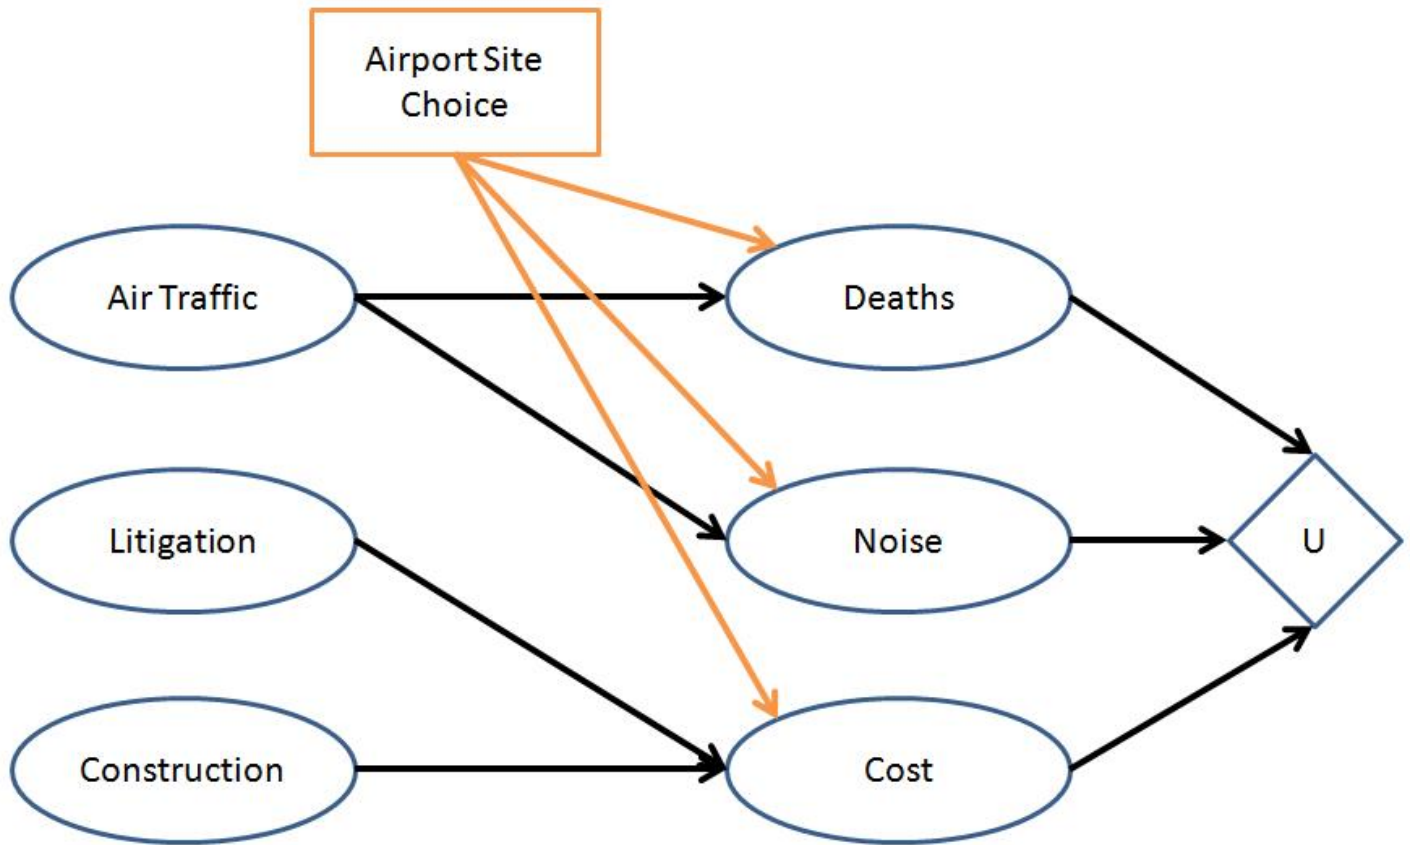 Airport Site
Choice
Air Traffic
Deaths
Litigation
Noise
U
Construction
Cost